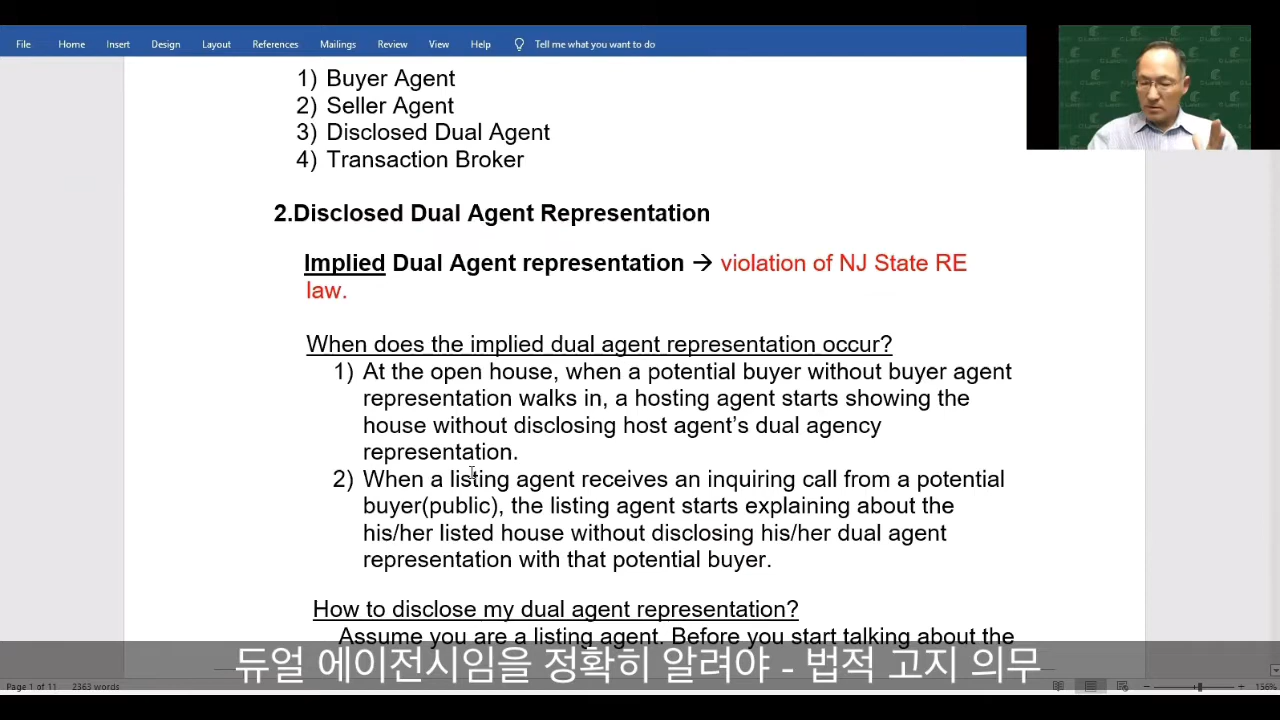 File Home Insert Design Layout References Mailings Review View Help Tell me what you want to do
1) Buyer Agent
2) Seller Agent
3) Disclosed Dual Agent
4) Transaction Broker
2.Disclosed Dual Agent Representation
Implied Dual Agent representation → violation of NJ State RE
law.
When does the implied dual agent representation occur?
1) At the open house, when a potential buyer without buyer agent
representation walks in, a hosting agent starts showing the
house without disclosing host agent's dual agency
representation.
2) When a listing agent receives an inquiring call from a potential
buyer(public), the listing agent starts explaining about the
his/her listed house without disclosing his/her dual agent
representation with that potential buyer.
How to disclose my dual agent representation?
Assume you are a listing agent. Before you start talking about the
듀얼 에이전시임을 정확히 알려야 - 법적 고지 의무
Page 1 of 11 2363 words 156%